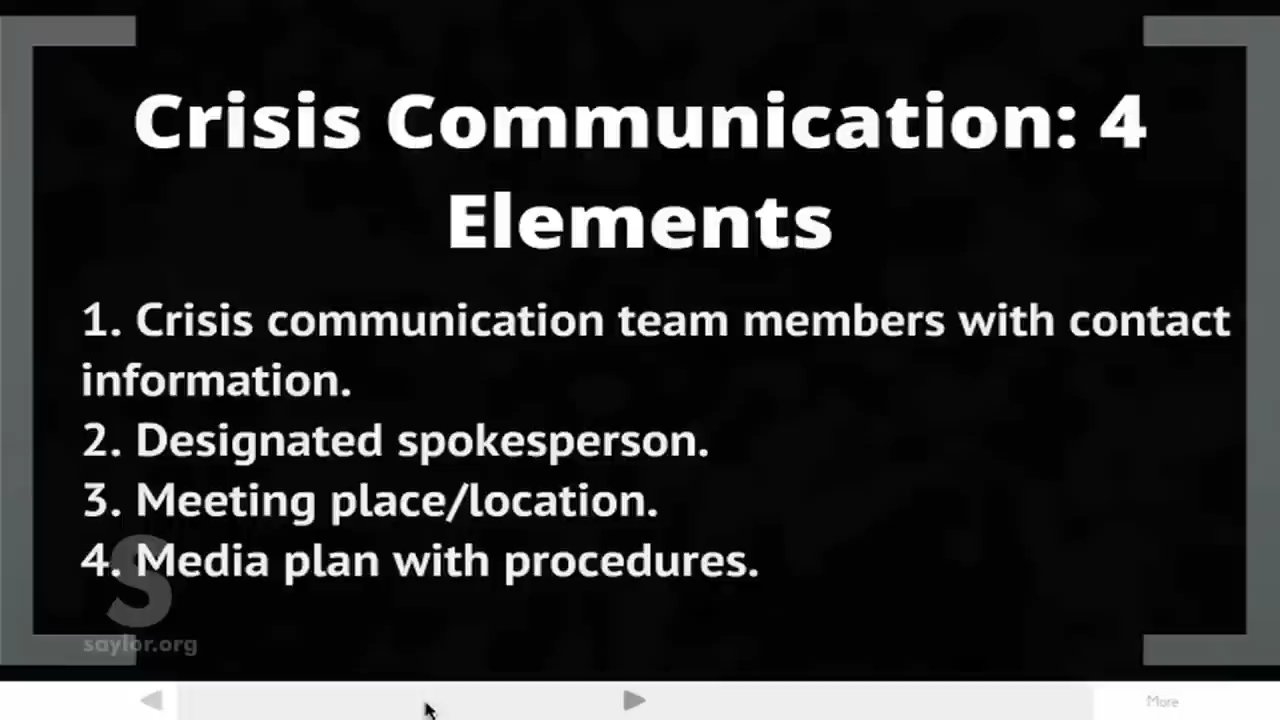 Crisis Communication: 4
Elements
1. Crisis communication team members with contact
information.
2. Designated spokesperson.
3. Meeting place/location.
4. Media plan with procedures.
S
saylor.org
More